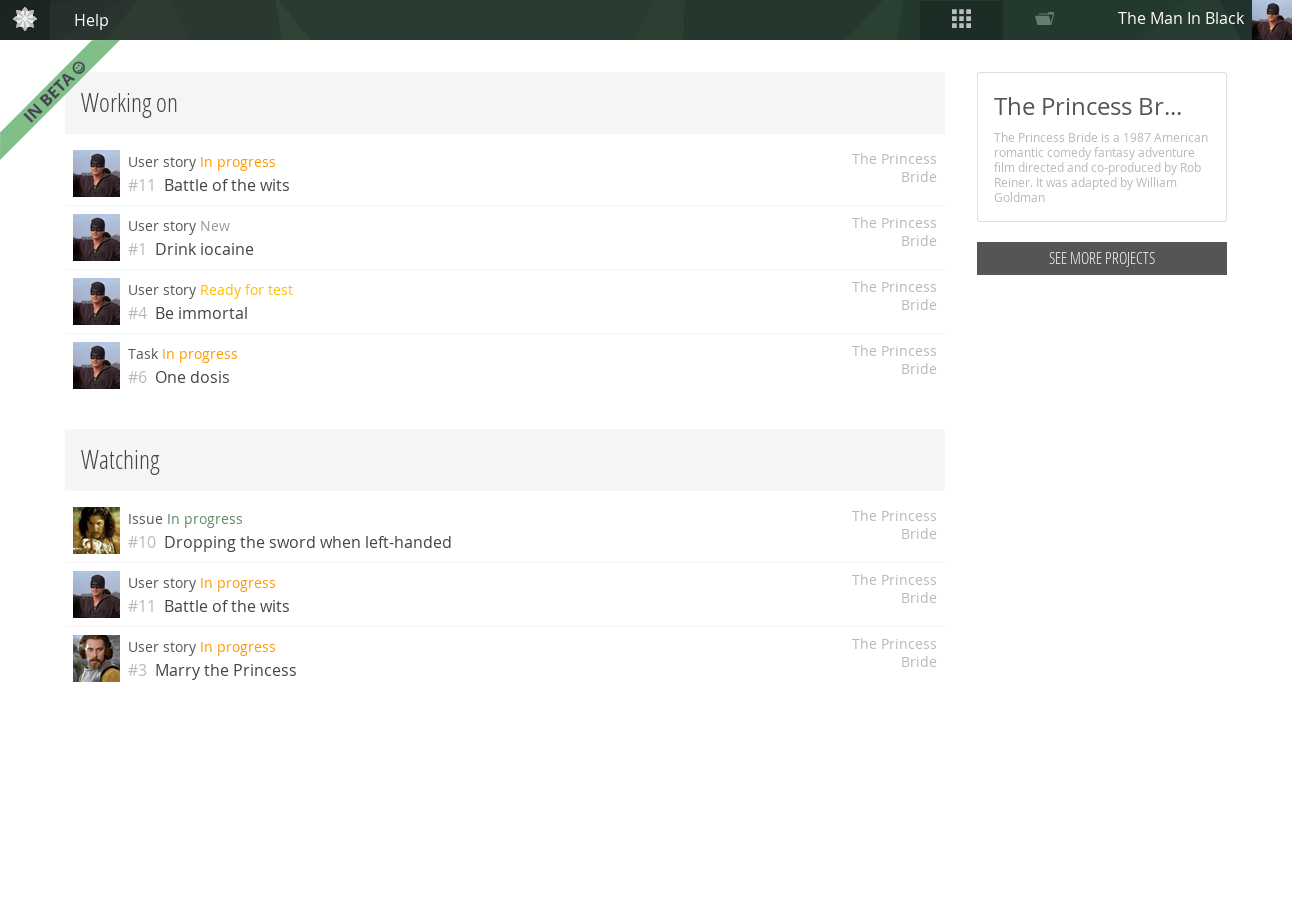 Help
The Man In Black
IN BETA
Working on
User story In progress
#11 Battle of the wits
The Princess
Bride
User story New
#1 Drink iocaine
The Princess
Bride
User story Ready for test
#4 Be immortal
The Princess
Bride
Task In progress
#6 One dosis
The Princess
Bride
Watching
Issue In progress
#10 Dropping the sword when left-handed
The Princess
Bride
User story In progress
#11 Battle of the wits
The Princess
Bride
User story In progress
#3 Marry the Princess
The Princess
Bride
The Princess Br...
The Princess Bride is a 1987 American
romantic comedy fantasy adventure
film directed and co-produced by Rob
Reiner. It was adapted by William
Goldman
SEE MORE PROJECTS